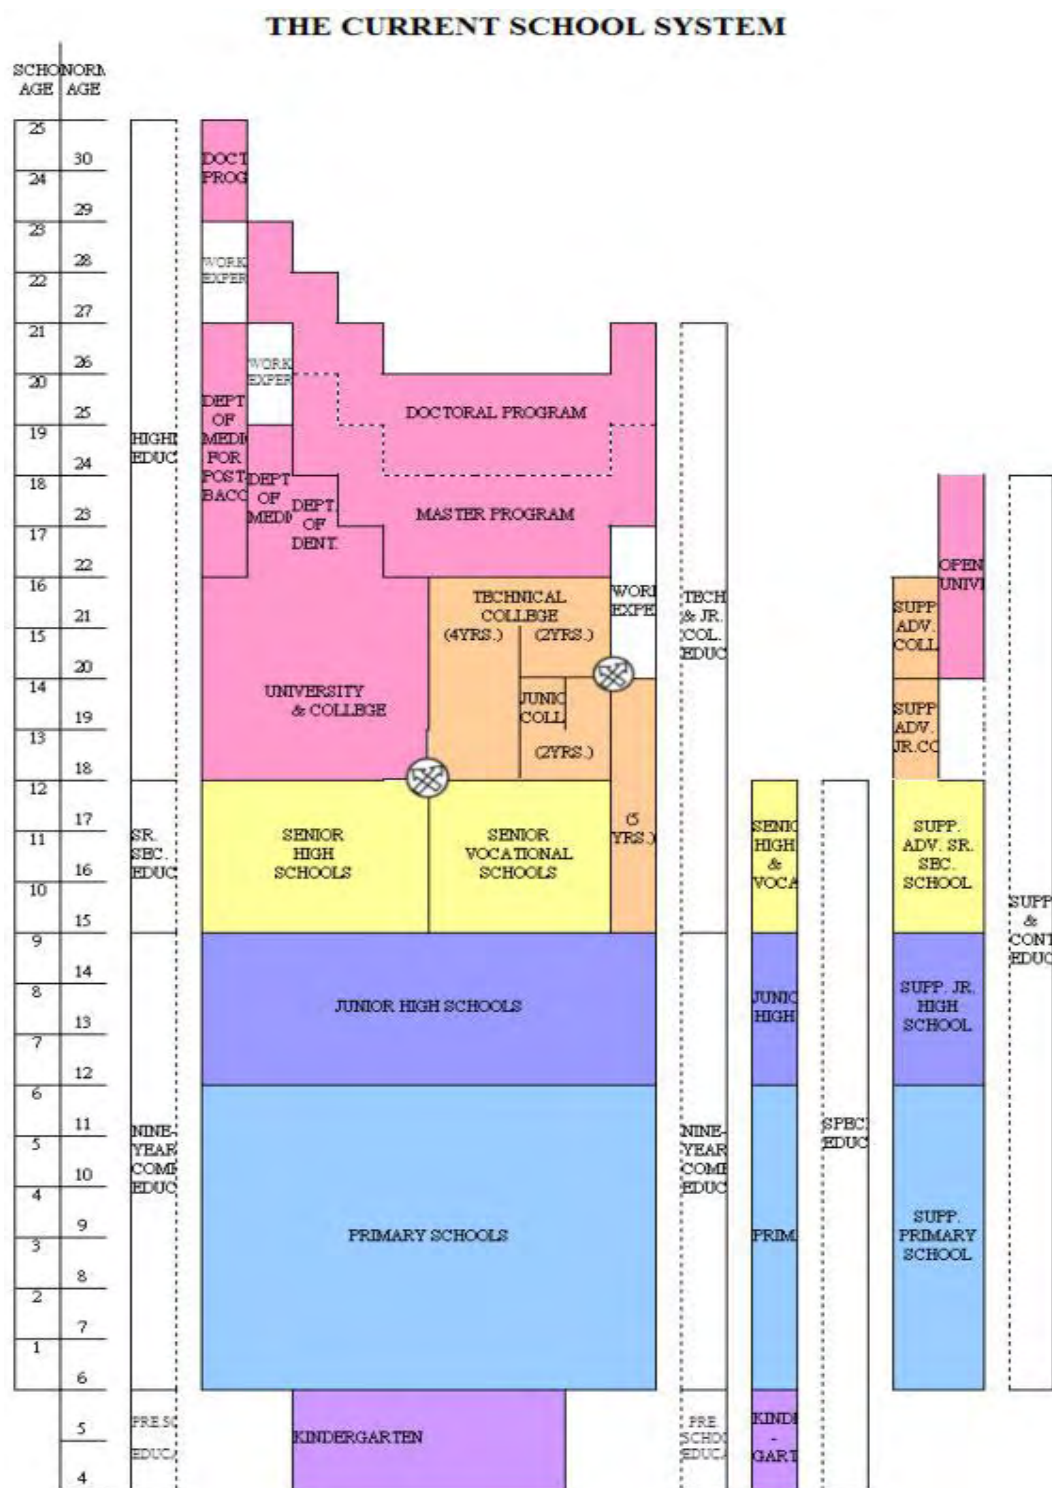 THE CURRENT SCHOOL SYSTEM
SCHO
AGE
NORM
AGE
25
24
23
22
21
20
19
18
17
16
15
14
13
12
11
10
9
8
7
6
5
4
3
2
1
30
29
28
27
26
25
24
23
22
21
20
19
18
17
16
15
14
13
12
11
10
9
8
7
6
5
4
HIGH
EDUC
SR.
SEC.
EDUC
NINE-
YEAR
COM
EDUC
PRE SC
EDUCA
DOCT
PROG
WORK
EXPER
DEPT
OF
MEDI
FOR
POST
BACC
WORK
EXPER
DEPT
OF
MEDI
DEPT.
OF
DENT.
DOCTORAL PROGRAM
MASTER PROGRAM
UNIVERSITY
& COLLEGE
TECHNICAL
COLLEGE
(4YRS.)
(2YRS.)
JUNIC
COLL
(2YRS.)
WORK
EXPE
(5
YRS.)
SENIOR
HIGH
SCHOOLS
SENIOR
VOCATIONAL
SCHOOLS
JUNIOR HIGH SCHOOLS
PRIMARY SCHOOLS
KINDERGARTEN
TECH
& JR.
COL.
EDUC
NINE-
YEAR
COM
EDUC
PRE
SCHO
EDUCA
SENIO
HIGH
&
VOCA
JUNIO
HIGH
PRIM
KIND
-
GART
SPEC
EDUC
SUPP
ADV.
COLL
OPEN
UNIV
SUPP
ADV.
JR.CO
SUPP.
ADV. SR.
SEC.
SCHOOL
SUPP. JR.
HIGH
SCHOOL
SUPP.
PRIMARY
SCHOOL
SUPP
&
CONT
EDUC